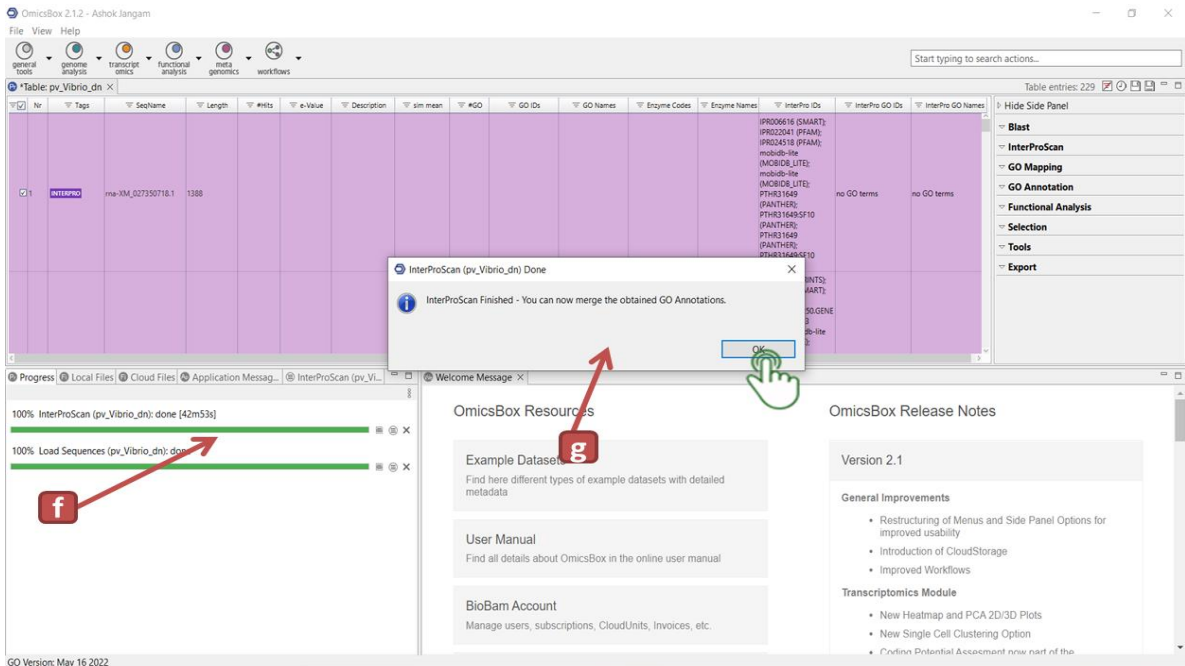 OmicsBox 2.1.2 - Ashok Jangam
File View Help
general tools
genome analysis
transcript omics
functional analysis
meta genomics
workflows
Start typing to search actions...
*Table: pv_Vibrio_dn
Table entries: 229
Nr Tags SeqName Length #Hits e-Value Description sim mean #GO GO IDs GO Names Enzyme Codes Enzyme Names InterPro IDs InterPro GO IDs InterPro GO Names
IPR006616 (SMART);
IPR022041 (PFAM);
IPR024518 (PFAM);
mobidb-lite
(MOBIDB_LITE);
mobidb-lite
(MOBIDB_LITE);
PTHR31649
(PANTHER);
PTHR31649:SF10
(PANTHER);
PTHR31649
(PANTHER);
PTHR31649:SF10
1 INTERPRO rna-XM_027350718.1 1388 no GO terms no GO terms
Hide Side Panel
Blast
InterProScan
GO Mapping
GO Annotation
Functional Analysis
Selection
Tools
Export
InterProScan (pv_Vibrio_dn) Done
InterProScan Finished - You can now merge the obtained GO Annotations.
OK
Progress Local Files Cloud Files Application Messag... InterProScan (pv_Vi...
100% InterProScan (pv_Vibrio_dn): done [42m53s]
100% Load Sequences (pv_Vibrio_dn): done
f
g
Welcome Message
OmicsBox Resources
Example Datasets
Find here different types of example datasets with detailed
metadata
User Manual
Find all details about OmicsBox in the online user manual
BioBam Account
Manage users, subscriptions, CloudUnits, Invoices, etc.
OmicsBox Release Notes
Version 2.1
General Improvements
• Restructuring of Menus and Side Panel Options for
improved usability
• Introduction of CloudStorage
• Improved Workflows
Transcriptomics Module
• New Heatmap and PCA 2D/3D Plots
• New Single Cell Clustering Option
• Coding Potential Assesment now part of the
GO Version: May 16 2022